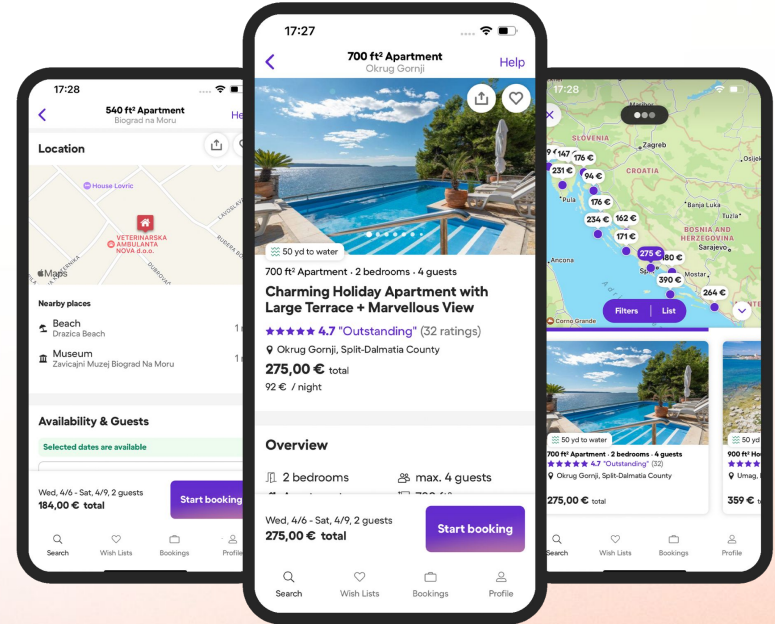 17:28
540 ft² Apartment
Biograd na Moru
Location
House Lovric
VETERINARSKA
AMBULANTA
NOVA d.o.o.
Maps
Nearby places
Beach
Drazica Beach
Museum
Zavicajni Muzej Biograd Na Moru
Availability & Guests
Selected dates are available
Wed, 4/6 - Sat, 4/9, 2 guests
184,00 € total
Start booking
Search
Wish Lists
Bookings
Profile
17:27
700 ft² Apartment
Okrug Gornji
Help
50 yd to water
700 ft² Apartment · 2 bedrooms · 4 guests
Charming Holiday Apartment with
Large Terrace + Marvellous View
4.7 "Outstanding" (32 ratings)
Okrug Gornji, Split-Dalmatia County
275,00 € total
92 € / night
Overview
2 bedrooms
max. 4 guests
Wed, 4/6 - Sat, 4/9, 2 guests
275,00 € total
Start booking
Search
Wish Lists
Bookings
Profile
17:28
SLOVENIA
Zagreb
Osijek
147
176 €
231 €
94 €
CROATIA
Pula
176 €
Banja Luka
Tuzla
234 €
162 €
171 €
BOSNIA AND
HERZEGOVINA
Sarajevo
Ancona
275 €
80 €
Mostar
390 €
264 €
Corno Grande
Filters
List
50 yd to water
700 ft² Apartment · 2 bedrooms · 4 guests
4.7 "Outstanding" (32)
Okrug Gornji, Split-Dalmatia County
275,00 €
50 yd
900 ft²
Umag,
359 €
Search
Wish Lists
Bookings
Profile